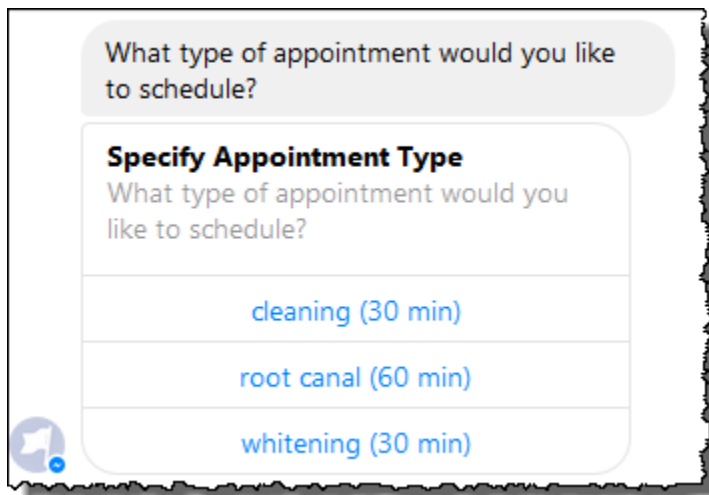 What type of appointment would you like
to schedule?
Specify Appointment Type
What type of appointment would you
like to schedule?
cleaning (30 min)
root canal (60 min)
whitening (30 min)